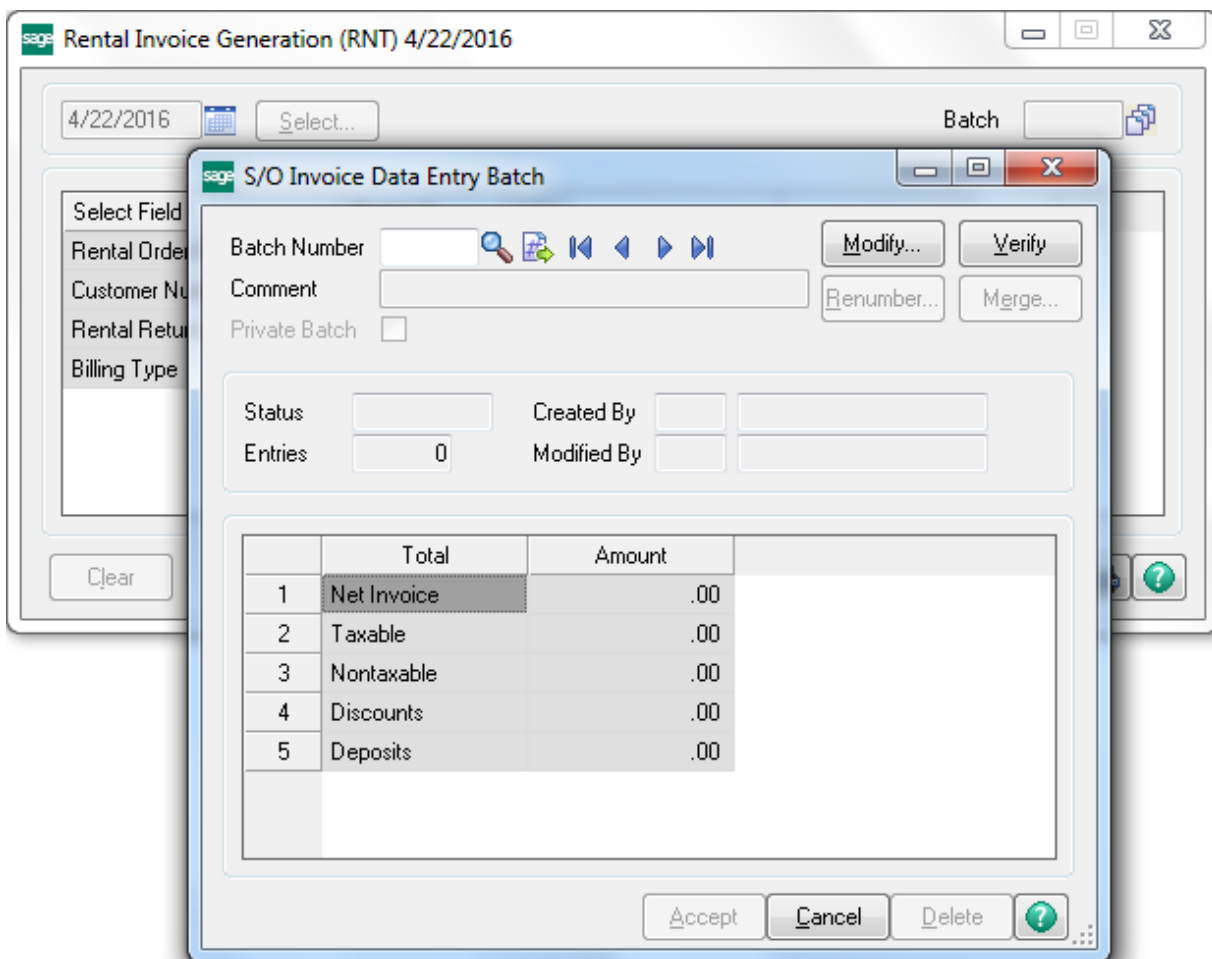 sage Rental Invoice Generation (RNT) 4/22/2016
4/22/2016 Select... Batch
sage S/O Invoice Data Entry Batch
Select Field
Rental Order
Customer Nu
Rental Retur
Billing Type
Clear
Batch Number # Modify... Verify
Comment Renumber... Merge...
Private Batch
Status Created By
Entries 0 Modified By
Total Amount
1 Net Invoice .00
2 Taxable .00
3 Nontaxable .00
4 Discounts .00
5 Deposits .00
Accept Cancel Delete ?
?